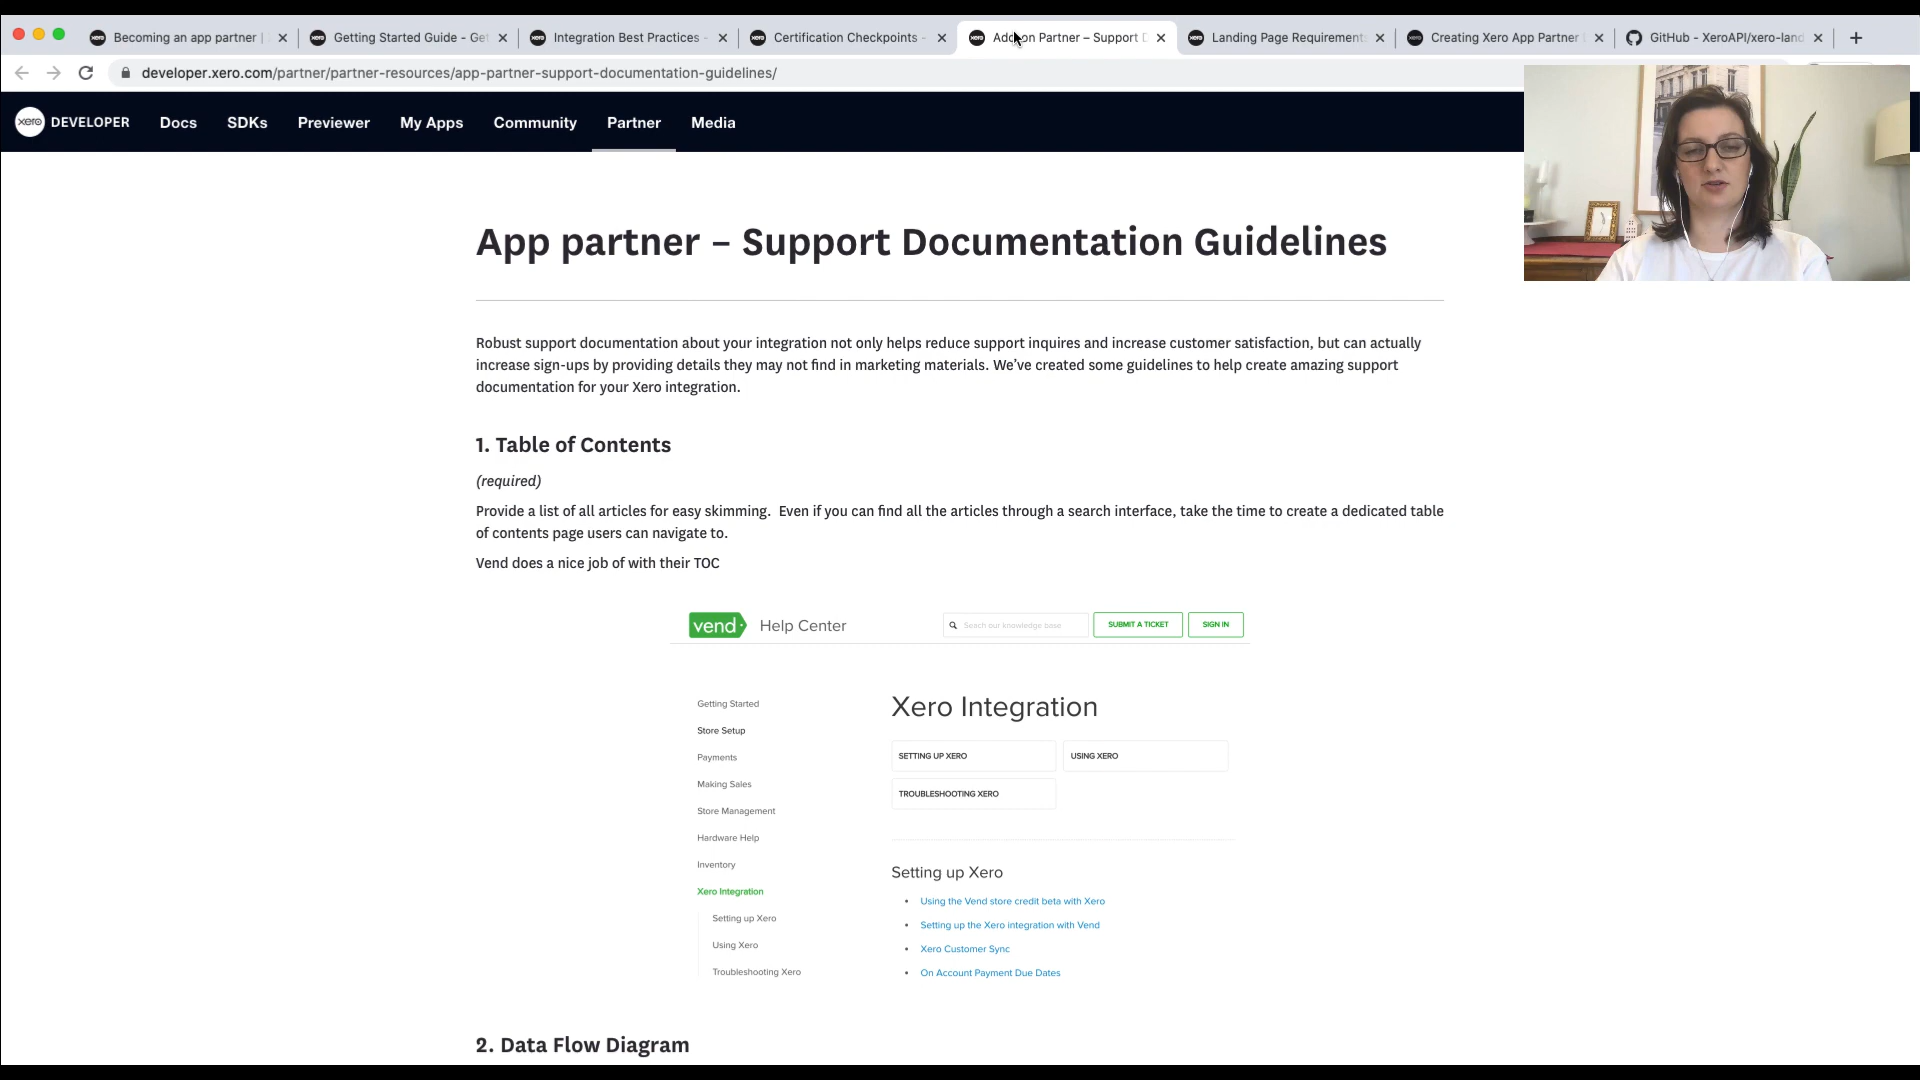 Becoming an app partner |
Getting Started Guide - Get
Integration Best Practices -
Certification Checkpoints -
Add-on Partner – Support D
Landing Page Requirements
Creating Xero App Partner
GitHub - XeroAPI/xero-land
developer.xero.com/partner/partner-resources/app-partner-support-documentation-guidelines/
xero DEVELOPER
Docs
SDKs
Previewer
My Apps
Community
Partner
Media
App partner – Support Documentation Guidelines
Robust support documentation about your integration not only helps reduce support inquires and increase customer satisfaction, but can actually
increase sign-ups by providing details they may not find in marketing materials. We’ve created some guidelines to help create amazing support
documentation for your Xero integration.
1. Table of Contents
(required)
Provide a list of all articles for easy skimming.  Even if you can find all the articles through a search interface, take the time to create a dedicated table
of contents page users can navigate to.
Vend does a nice job of with their TOC
vend Help Center
Seach our knowledge base
SUBMIT A TICKET
SIGN IN
Getting Started
Store Setup
Payments
Making Sales
Store Management
Hardware Help
Inventory
Xero Integration
Setting up Xero
Using Xero
Troubleshooting Xero
Xero Integration
SETTING UP XERO
USING XERO
TROUBLESHOOTING XERO
Setting up Xero
• Using the Vend store credit beta with Xero
• Setting up the Xero integration with Vend
• Xero Customer Sync
• On Account Payment Due Dates
2. Data Flow Diagram